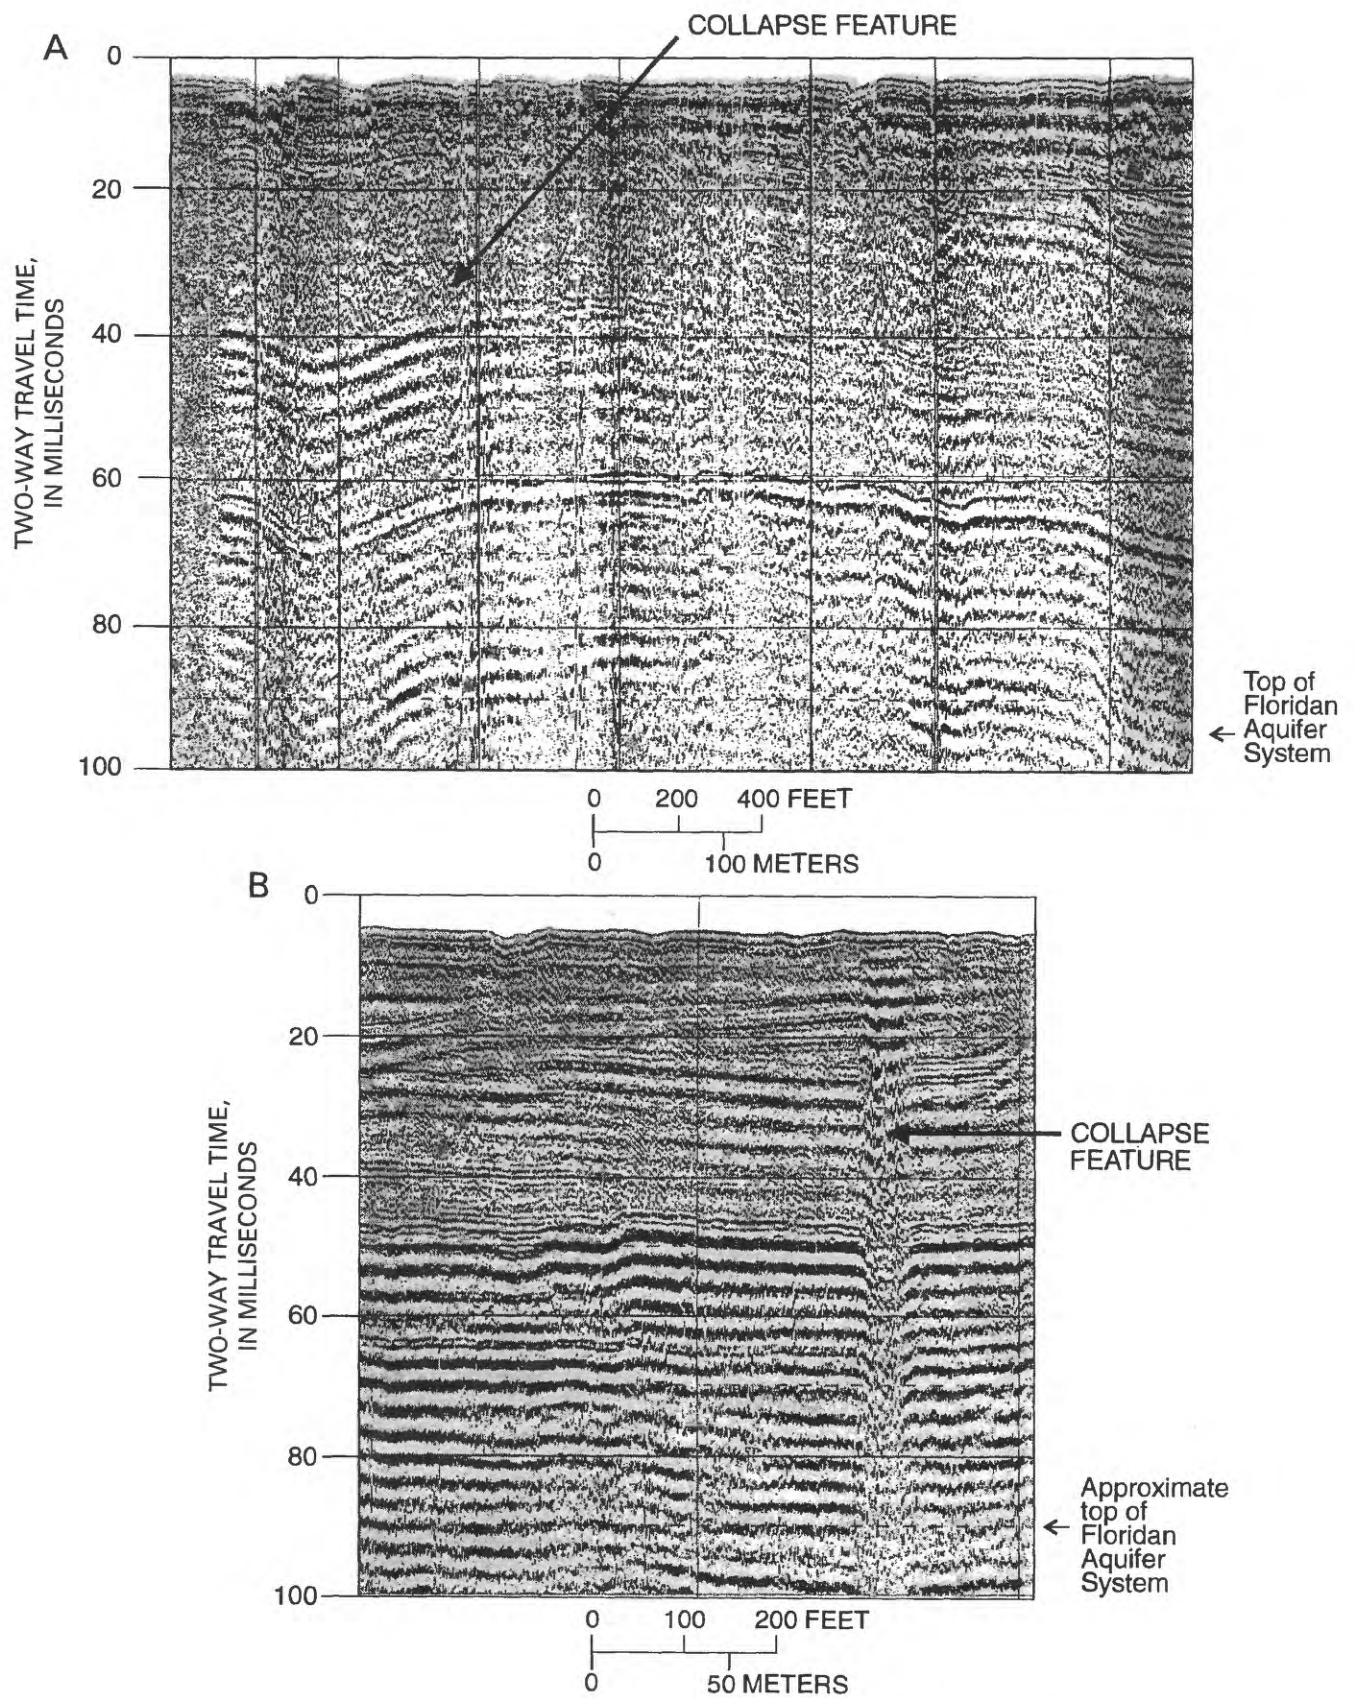 A
COLLAPSE FEATURE
0
20
40
60
80
100
TWO-WAY TRAVEL TIME,
IN MILLISECONDS
Top of
Floridan
Aquifer
System
0 200 400 FEET
0 100 METERS
B
0
20
40
60
80
100
TWO-WAY TRAVEL TIME,
IN MILLISECONDS
COLLAPSE
FEATURE
Approximate
top of
Floridan
Aquifer
System
0 100 200 FEET
0 50 METERS